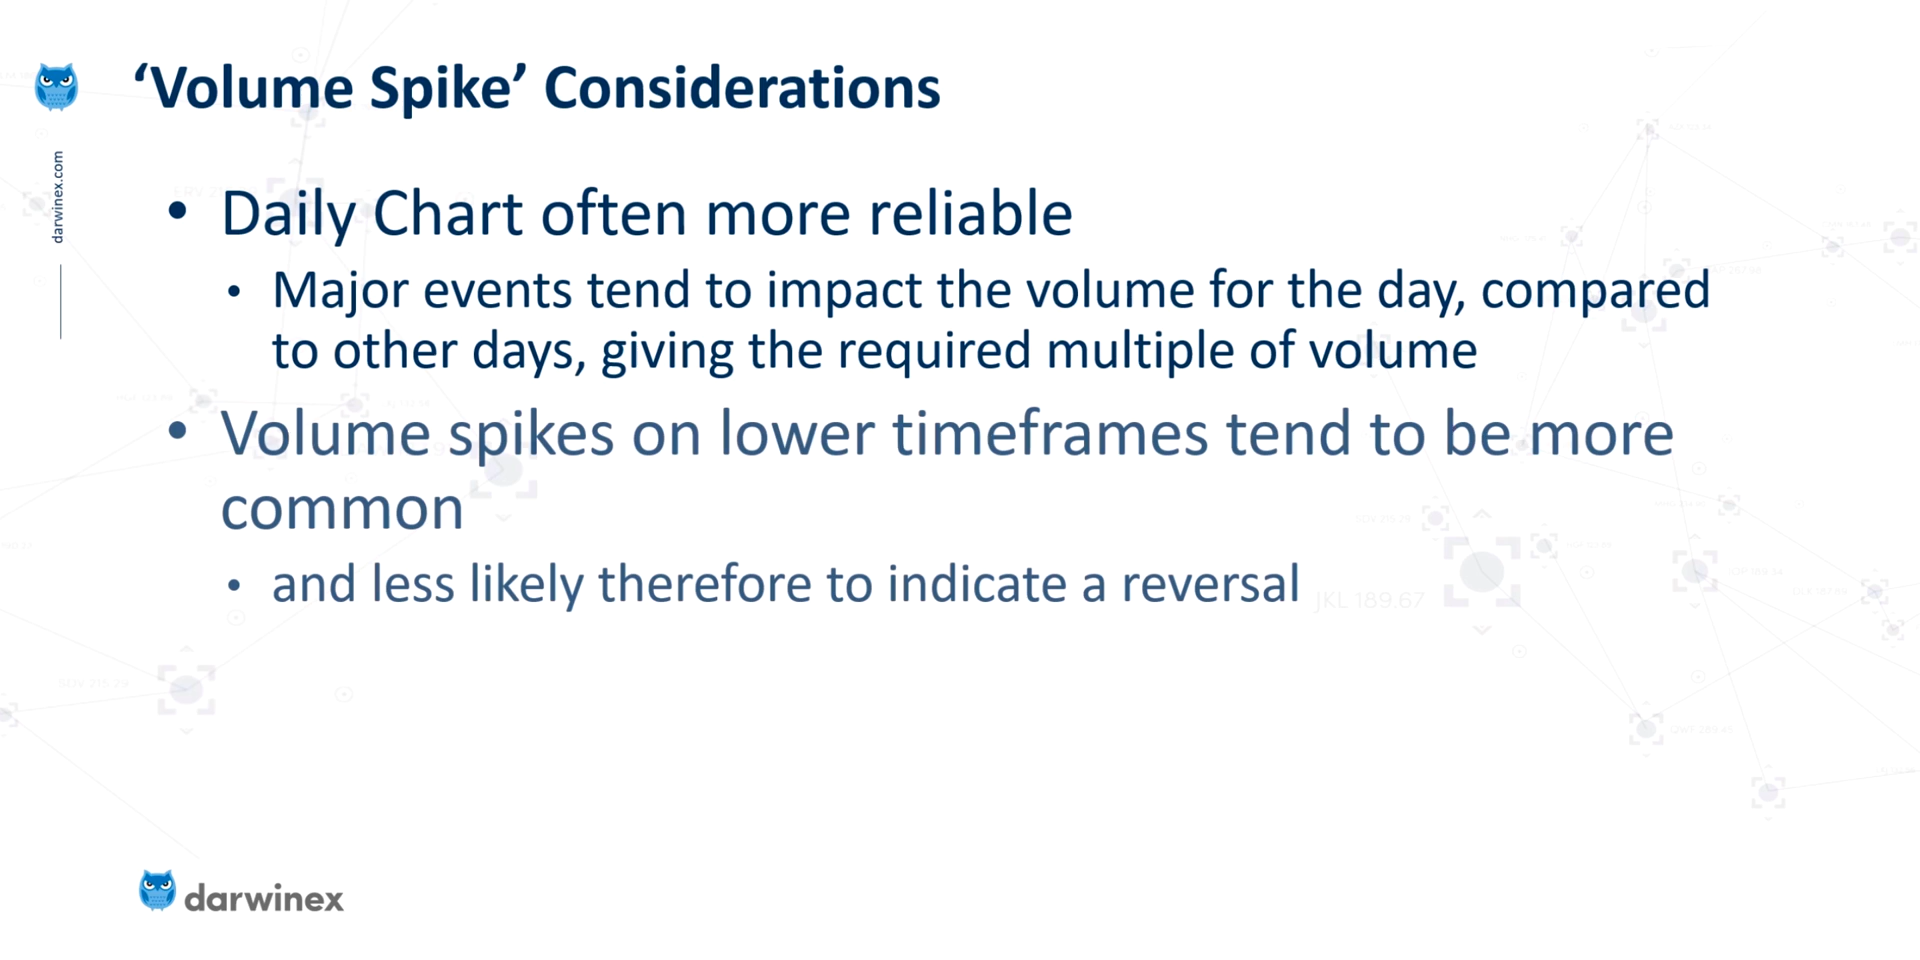 ‘Volume Spike’ Considerations
darwinex.com
• Daily Chart often more reliable
• Major events tend to impact the volume for the day, compared
to other days, giving the required multiple of volume
• Volume spikes on lower timeframes tend to be more
common
• and less likely therefore to indicate a reversal
JKL 189.67
darwinex